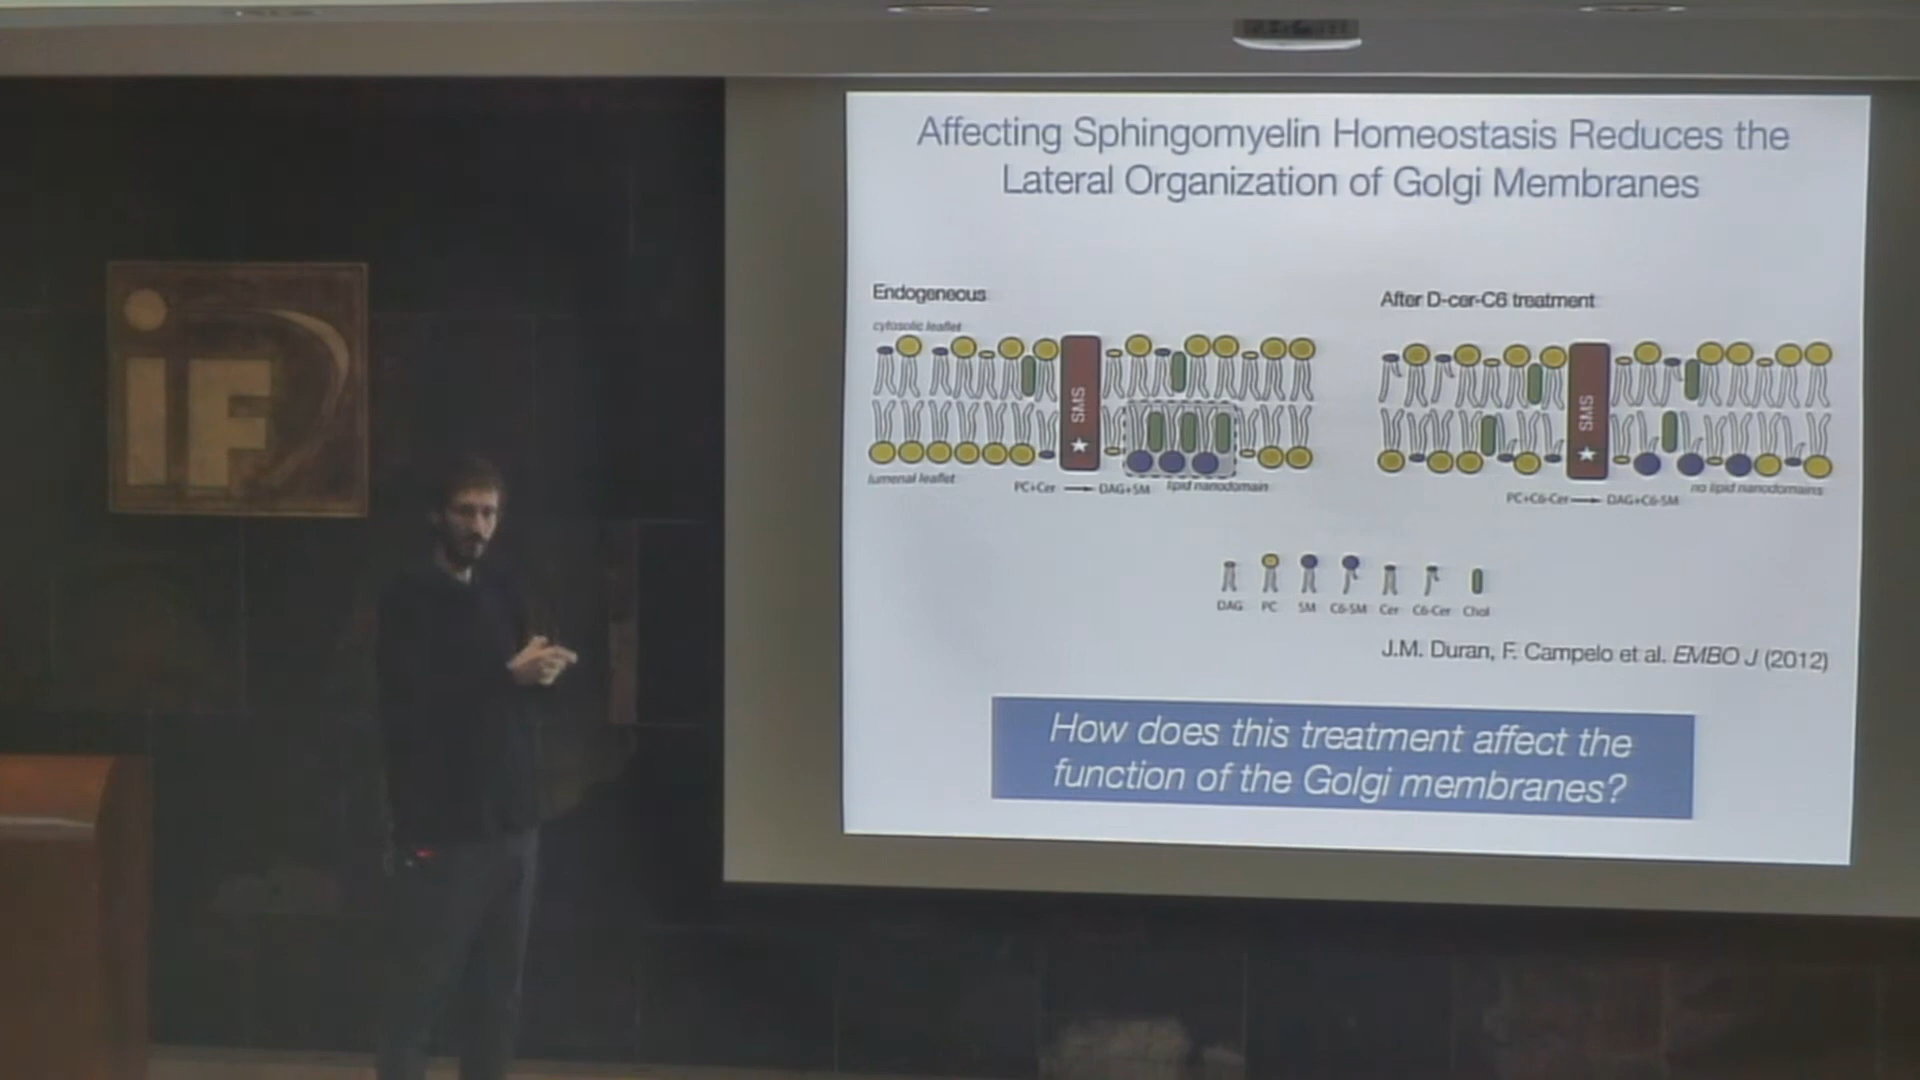 iF
Affecting Sphingomyelin Homeostasis Reduces the
Lateral Organization of Golgi Membranes
Endogeneous
cytosolic leaflet
SMS
lumenal leaflet
PC+Cer → DAG+SM
lipid nanodomain
After D-cer-C6 treatment
SMS
PC+C6-Cer → DAG+C6-SM
no lipid nanodomains
DAG PC SM C6-SM Cer C6-Cer Chol
J.M. Duran, F. Campelo et al. EMBO J (2012)
How does this treatment affect the
function of the Golgi membranes?